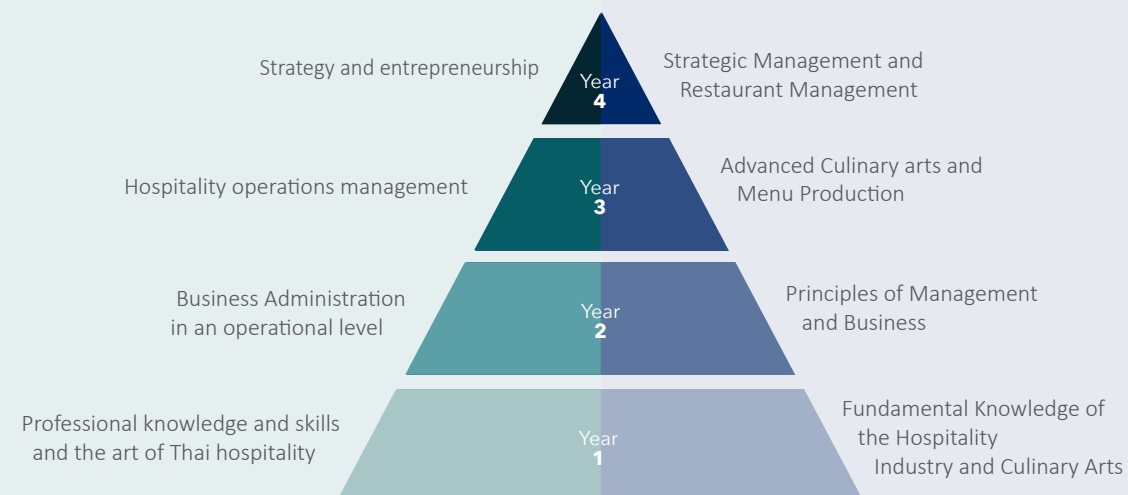 Strategy and entrepreneurship
Year
4
Strategic Management and
Restaurant Management
Hospitality operations management
Year
3
Advanced Culinary arts and
Menu Production
Business Administration
in an operational level
Year
2
Principles of Management
and Business
Professional knowledge and skills
and the art of Thai hospitality
Year
1
Fundamental Knowledge of
the Hospitality
Industry and Culinary Arts